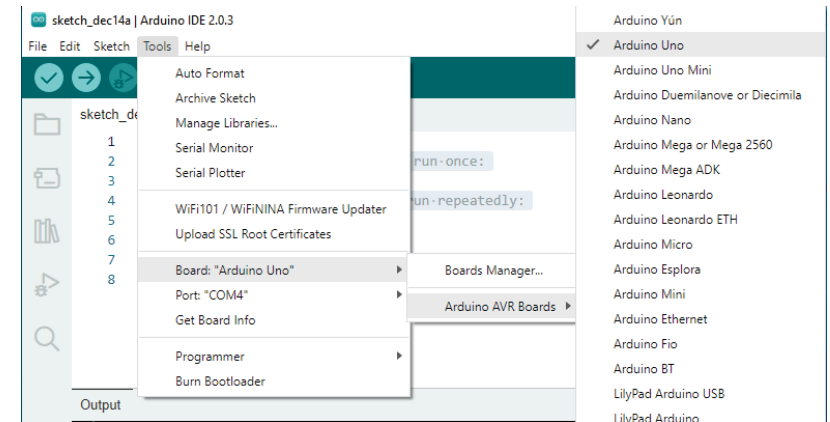 sketch_dec14a | Arduino IDE 2.0.3
File Edit Sketch Tools Help
sketch_de
1
2
3
4
5
6
7
8
run·once:
run·repeatedly:
Auto Format
Archive Sketch
Manage Libraries...
Serial Monitor
Serial Plotter
WiFi101 / WiFiNINA Firmware Updater
Upload SSL Root Certificates
Board: "Arduino Uno"
Port: "COM4"
Get Board Info
Programmer
Burn Bootloader
Boards Manager...
Arduino AVR Boards
Arduino Yún
Arduino Uno
Arduino Uno Mini
Arduino Duemilanove or Diecimila
Arduino Nano
Arduino Mega or Mega 2560
Arduino Mega ADK
Arduino Leonardo
Arduino Leonardo ETH
Arduino Micro
Arduino Esplora
Arduino Mini
Arduino Ethernet
Arduino Fio
Arduino BT
LilyPad Arduino USB
LilyPad Arduino
Output